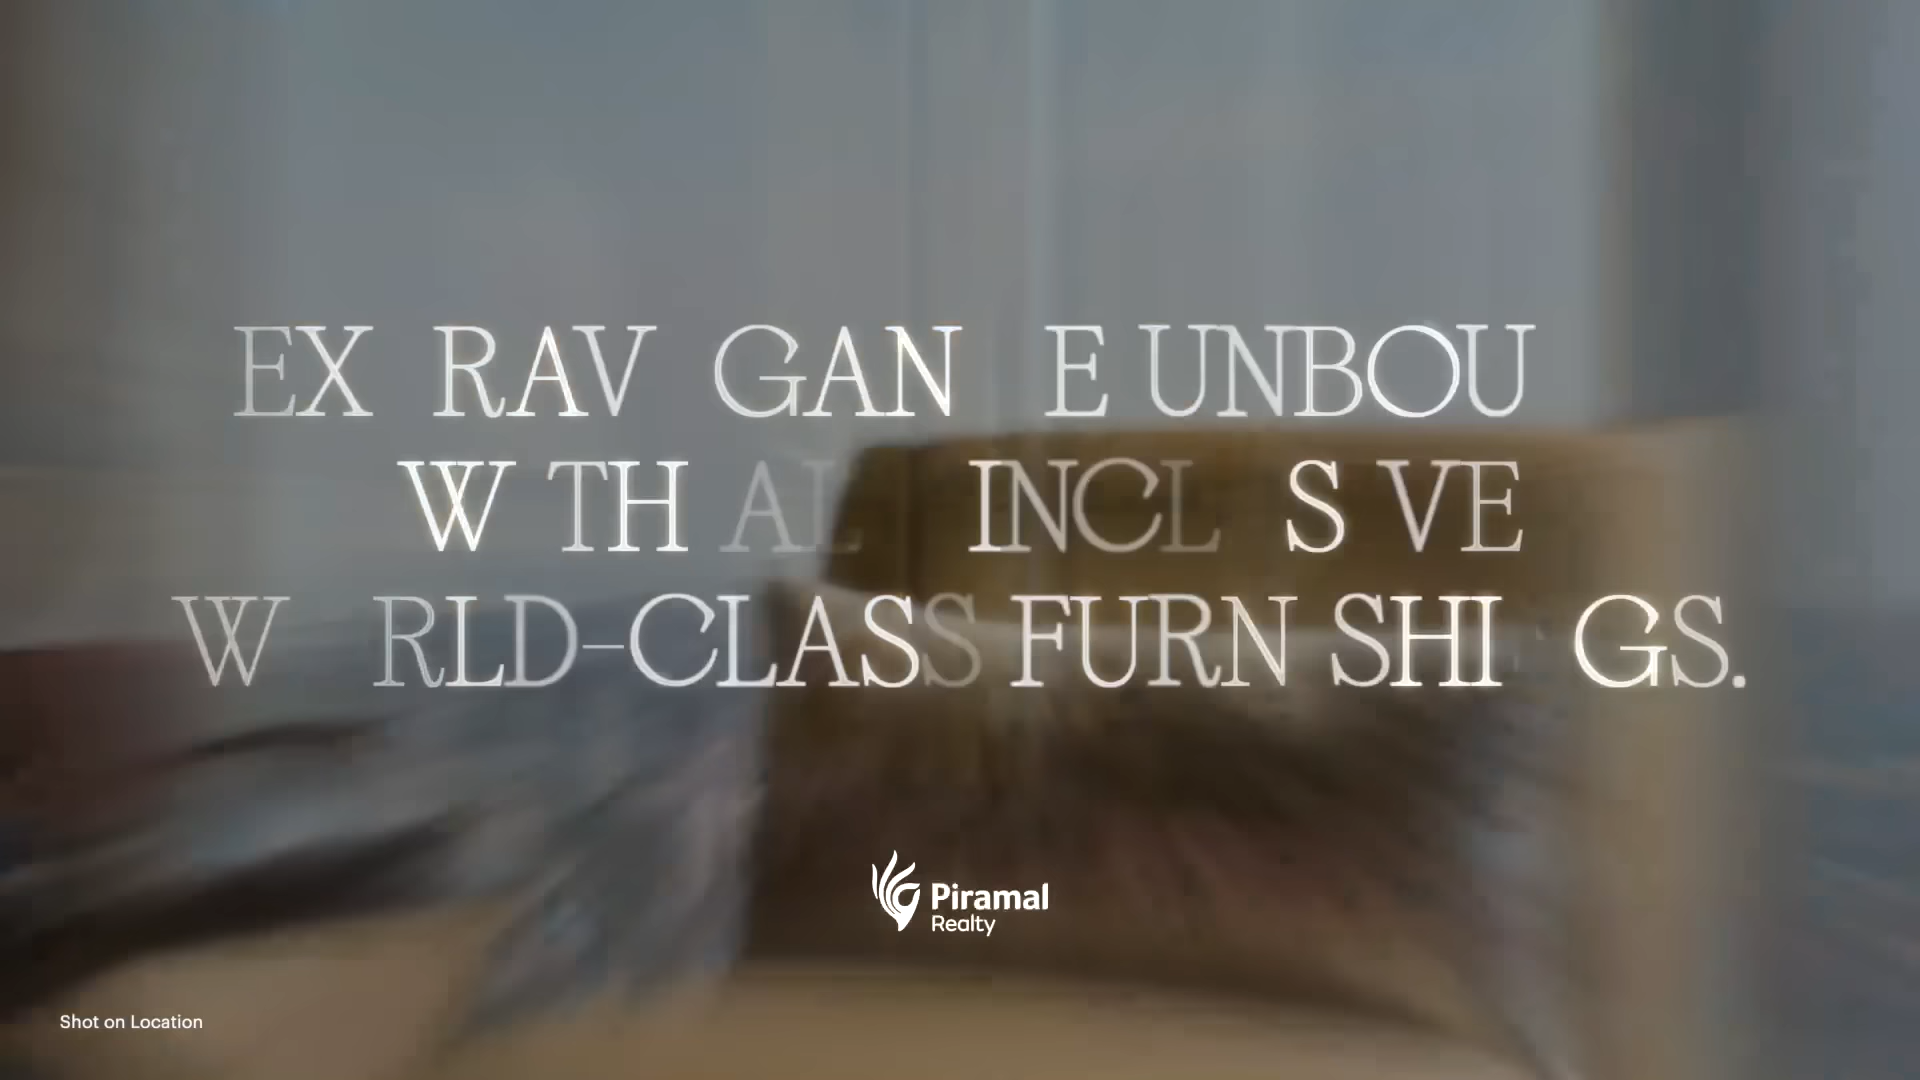 EX RAV GAN E UNBOU
W TH AL INCL S VE
W RLD-CLASS FURN SHI GS.
Piramal
Realty
Shot on Location